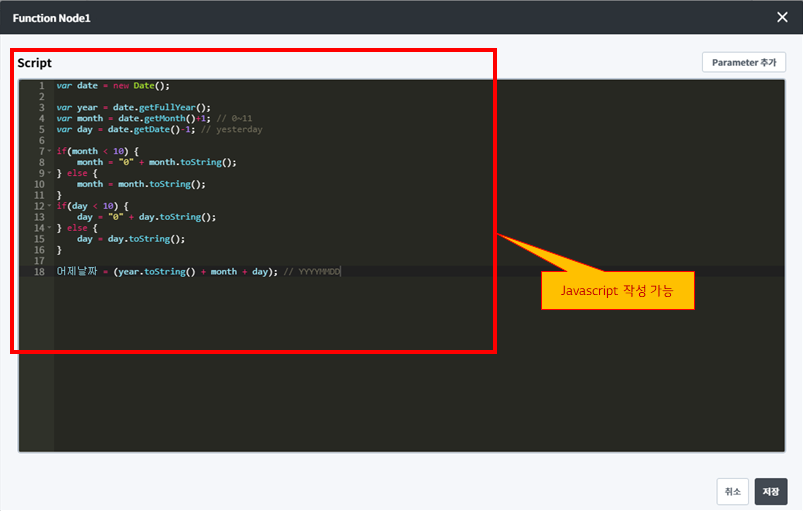 Function Node1
Script
Parameter 추가
1 var date = new Date();
2
3 var year = date.getFullYear();
4 var month = date.getMonth()+1; // 0~11
5 var day = date.getDate()-1; // yesterday
6
7 if(month < 10) {
8     month = "0" + month.toString();
9 } else {
10     month = month.toString();
11 }
12 if(day < 10) {
13     day = "0" + day.toString();
14 } else {
15     day = day.toString();
16 }
17
18 어제날짜 = (year.toString() + month + day); // YYYYMMDD
Javascript 작성 가능
취소
저장